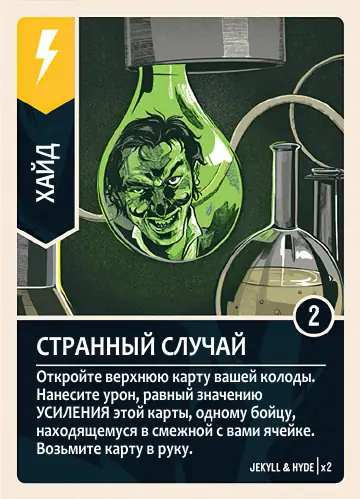 ХАЙД
2
СТРАННЫЙ СЛУЧАЙ
Откройте верхнюю карту вашей колоды.
Нанесите урон, равный значению
УСИЛЕНИЯ этой карты, одному бойцу,
находящемуся в смежной с вами ячейке.
Возьмите карту в руку.
JEKYLL & HYDE | x2